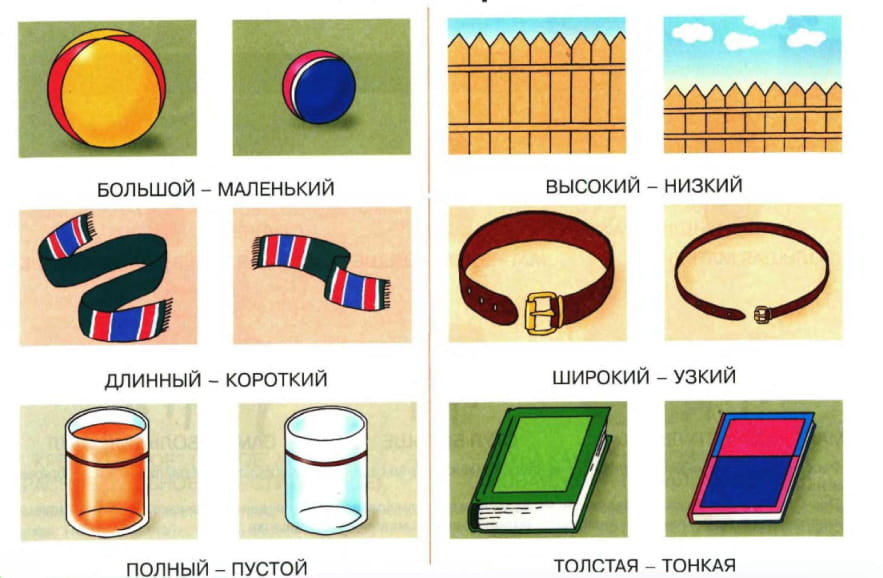 БОЛЬШОЙ – МАЛЕНЬКИЙ
ВЫСОКИЙ – НИЗКИЙ
ДЛИННЫЙ – КОРОТКИЙ
ШИРОКИЙ – УЗКИЙ
ПОЛНЫЙ – ПУСТОЙ
ТОЛСТАЯ – ТОНКАЯ